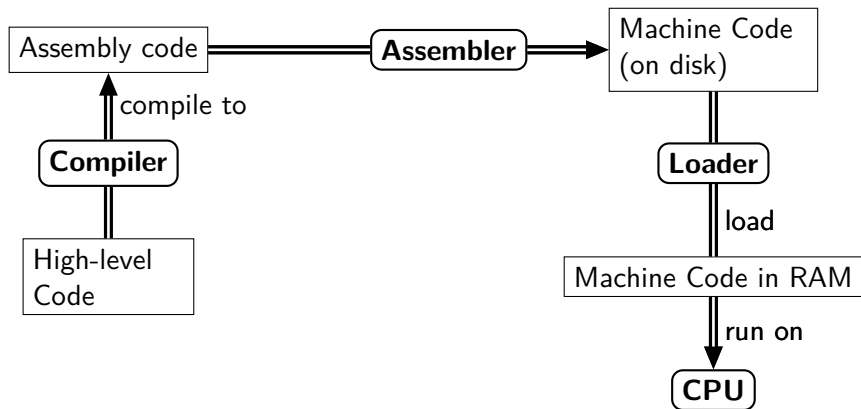 Assembly code
Assembler
Machine Code
(on disk)
compile to
Compiler
Loader
load
High-level
Code
Machine Code in RAM
run on
CPU